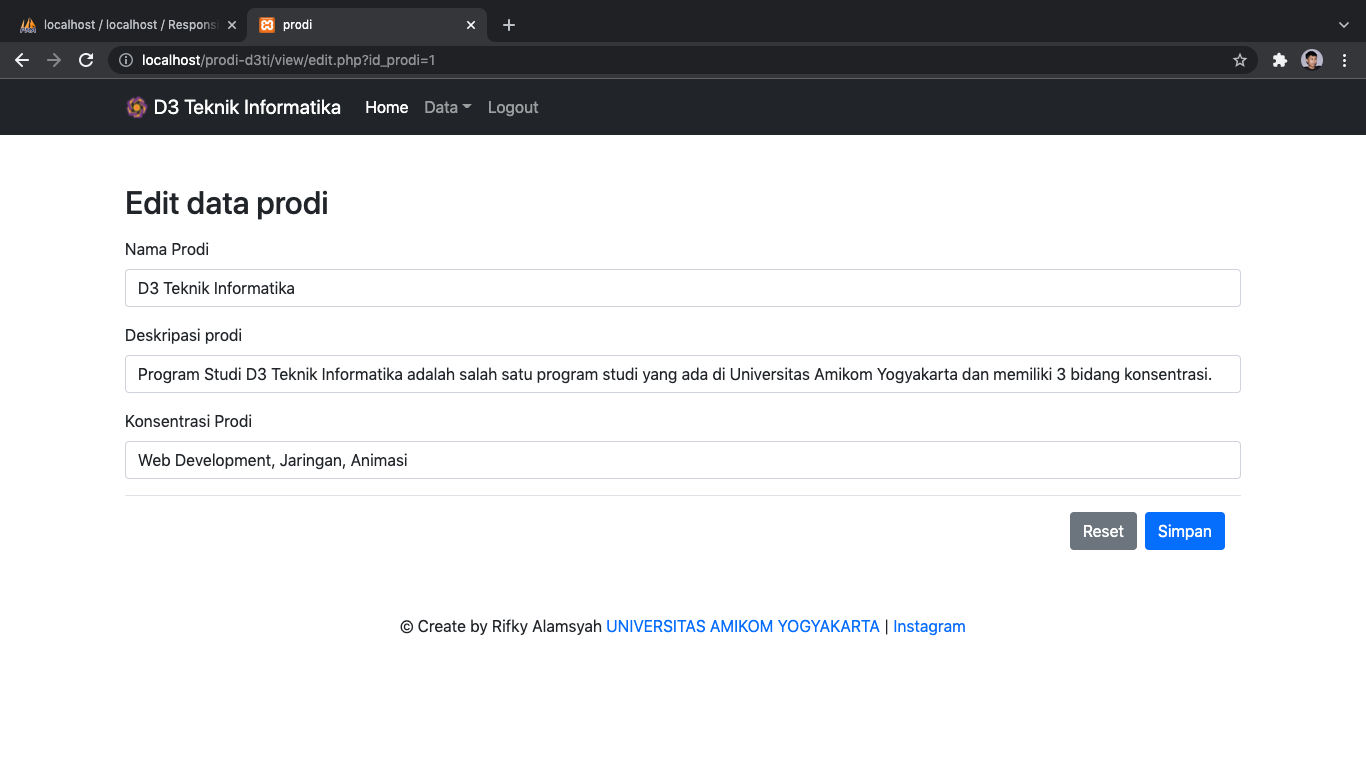 localhost / localhost / Respons
prodi
localhost/prodi-d3ti/view/edit.php?id_prodi=1
D3 Teknik Informatika Home Data Logout
Edit data prodi
Nama Prodi
D3 Teknik Informatika
Deskripasi prodi
Program Studi D3 Teknik Informatika adalah salah satu program studi yang ada di Universitas Amikom Yogyakarta dan memiliki 3 bidang konsentrasi.
Konsentrasi Prodi
Web Development, Jaringan, Animasi
Reset Simpan
© Create by Rifky Alamsyah UNIVERSITAS AMIKOM YOGYAKARTA | Instagram